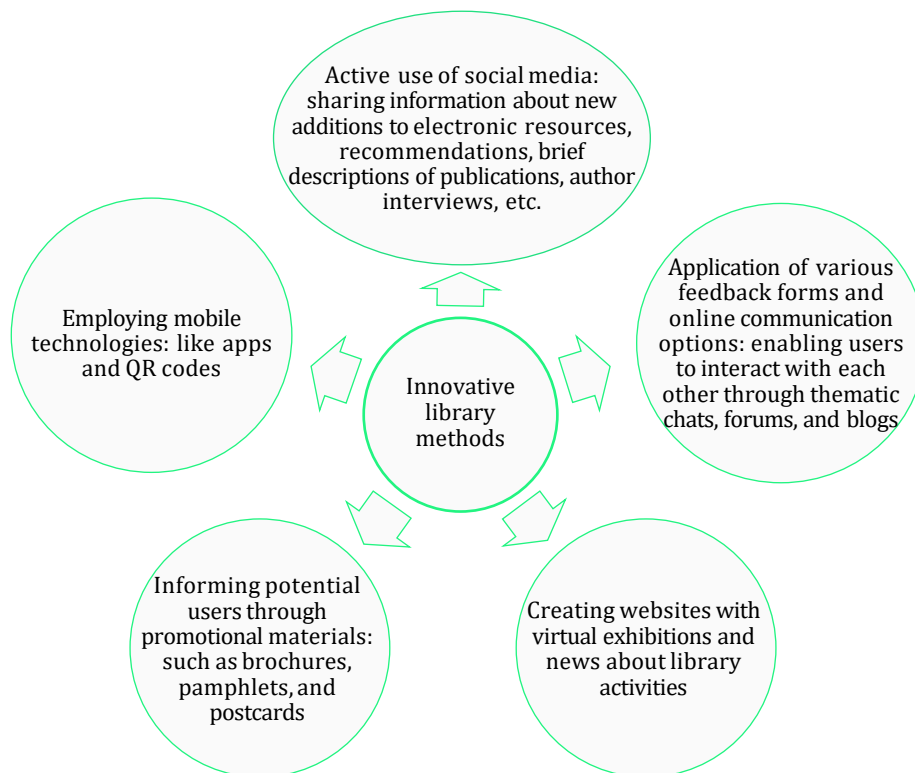 Active use of social media:
sharing information about new
additions to electronic resources,
recommendations, brief
descriptions of publications, author
interviews, etc.
Application of various
feedback forms and
online communication
options: enabling users
to interact with each
other through thematic
chats, forums, and blogs
Employing mobile
technologies: like apps
and QR codes
Innovative
library
methods
Informing potential
users through
promotional materials:
such as brochures,
pamphlets, and
postcards
Creating websites with
virtual exhibitions and
news about library
activities